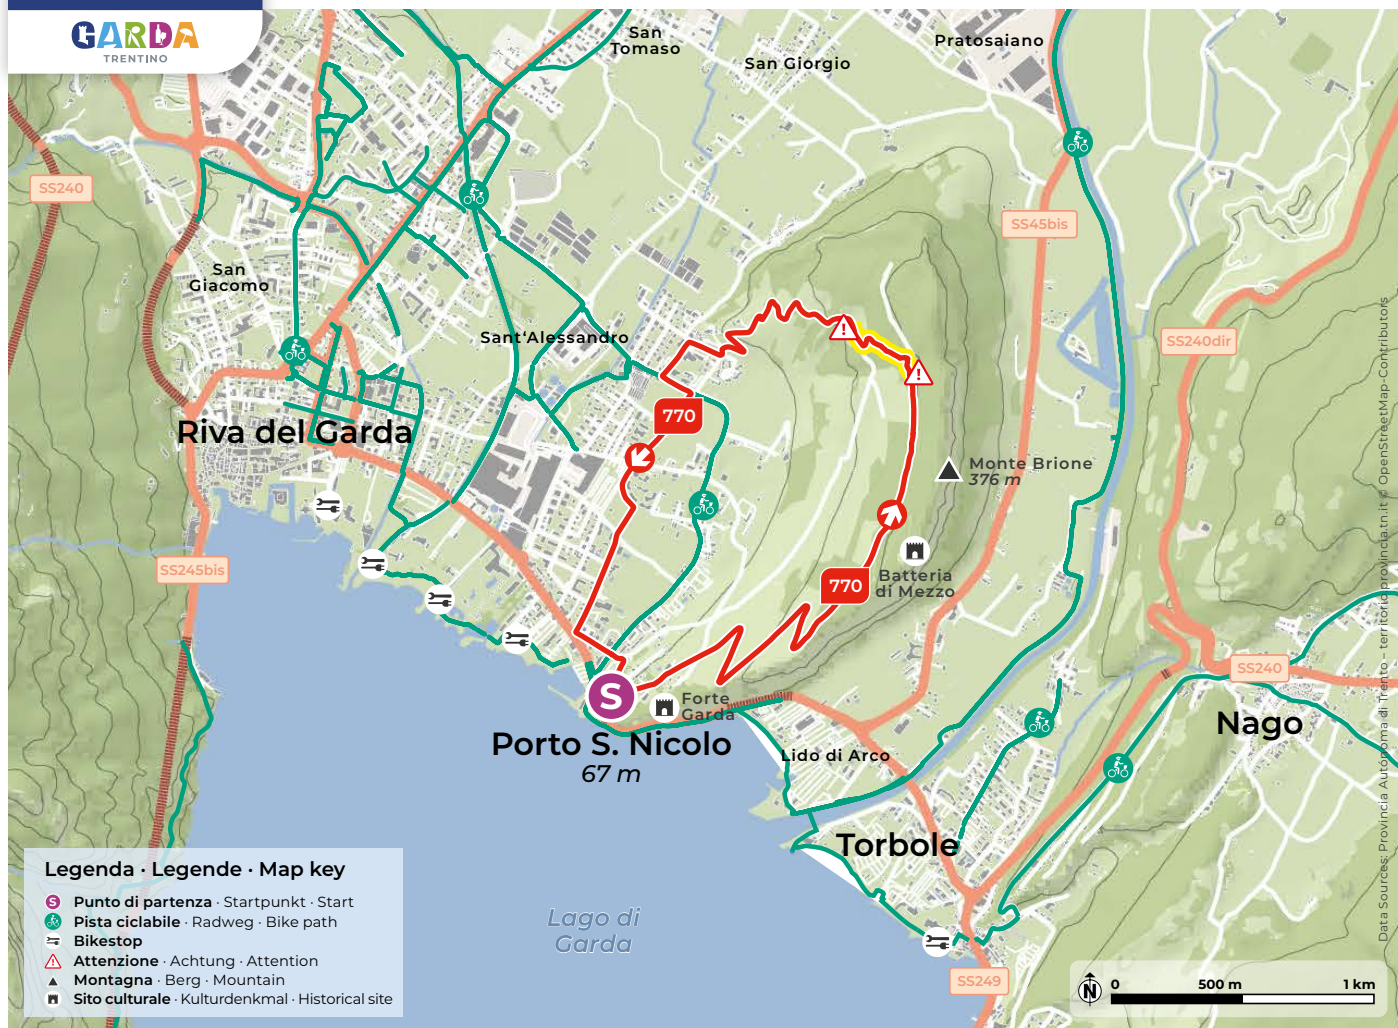 GARDA
TRENTINO
San
Tomaso
San Giorgio
Pratosaiano
SS240
SS45bis
San
Giacomo
Sant'Alessandro
SS240dir
770
Riva del Garda
Monte Brione
376 m
SS245bis
770
Batteria
di Mezzo
SS240
S
Forte
Garda
Nago
Porto S. Nicolo
67 m
Lido di Arco
Torbole
Lago di
Garda
SS249
Legenda · Legende · Map key
S Punto di partenza · Startpunkt · Start
Pista ciclabile · Radweg · Bike path
Bikestop
Attenzione · Achtung · Attention
Montagna · Berg · Mountain
Sito culturale · Kulturdenkmal · Historical site
N
0 500 m 1 km
Data Sources: Provincia Autonoma di Trento – territorio.provincia.tn.it © OpenStreetMap-Contributors